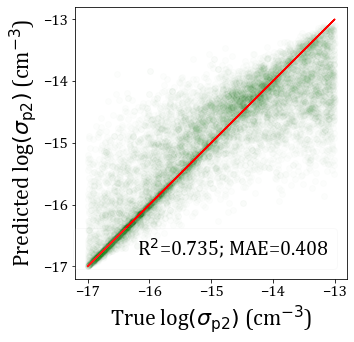 Predicted log(σp2) (cm⁻³)
−13
−14
−15
−16
−17
R²=0.735; MAE=0.408
−17 −16 −15 −14 −13
True log(σp2) (cm⁻³)